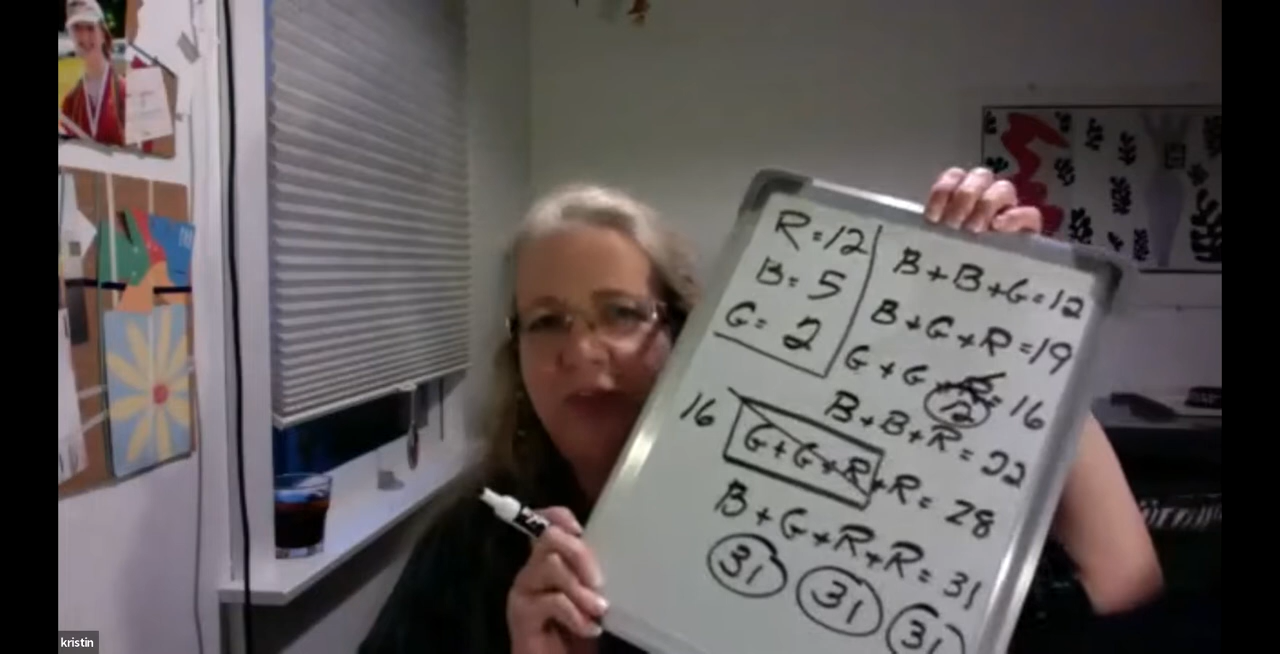 R=12
B=5
G=2
B+B+G=12
B+G+R=19
G+G+R=16
12
B+B+R=22
16
G+G+R+R=28
B+G+R+R=31
31 31 31
kristin